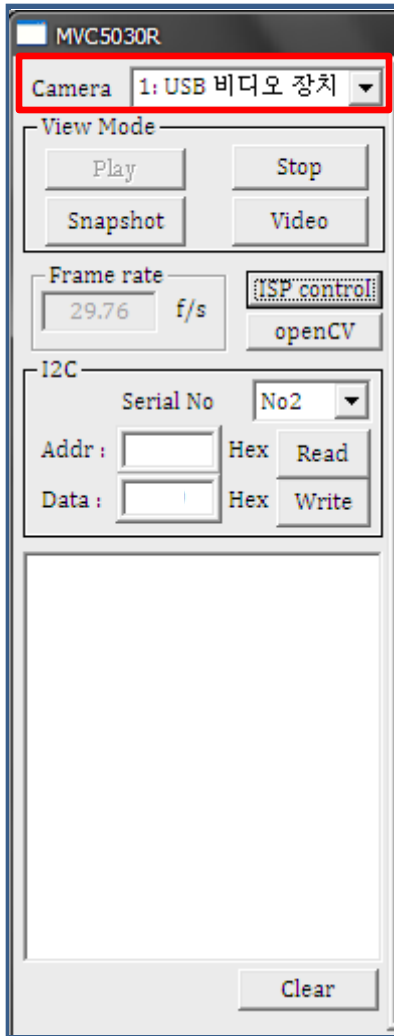 MVC5030R
Camera 1: USB 비디오 장치
View Mode
Play Stop
Snapshot Video
Frame rate
29.76 f/s
ISP control
openCV
I2C
Serial No No2
Addr : Hex Read
Data : Hex Write
Clear